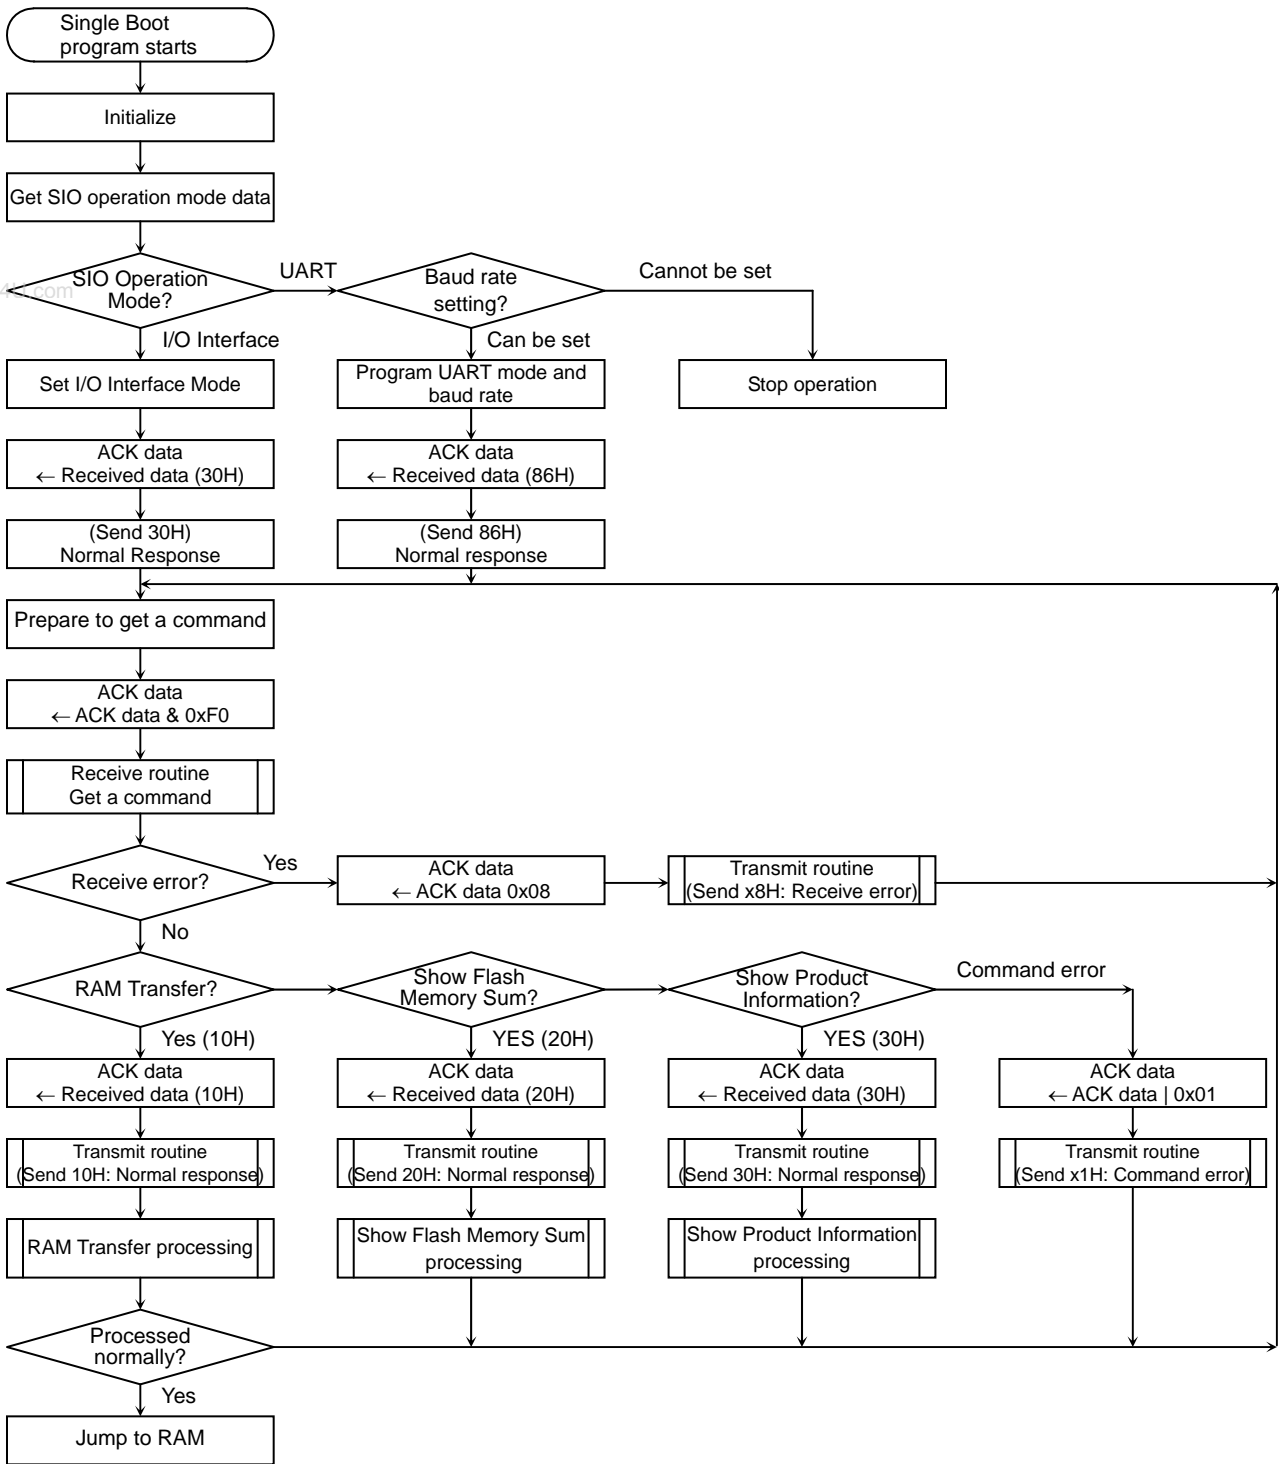 Single Boot
program starts
Initialize
Get SIO operation mode data
SIO Operation
Mode?
UART
Baud rate
setting?
Cannot be set
4U.com
I/O Interface
Can be set
Set I/O Interface Mode
Program UART mode and
baud rate
Stop operation
ACK data
← Received data (30H)
ACK data
← Received data (86H)
(Send 30H)
Normal Response
(Send 86H)
Normal response
Prepare to get a command
ACK data
← ACK data & 0xF0
Receive routine
Get a command
Receive error?
Yes
ACK data
← ACK data 0x08
Transmit routine
(Send x8H: Receive error)
No
RAM Transfer?
Show Flash
Memory Sum?
Show Product
Information?
Command error
Yes (10H)
YES (20H)
YES (30H)
ACK data
← Received data (10H)
ACK data
← Received data (20H)
ACK data
← Received data (30H)
ACK data
← ACK data | 0x01
Transmit routine
(Send 10H: Normal response)
Transmit routine
(Send 20H: Normal response)
Transmit routine
(Send 30H: Normal response)
Transmit routine
(Send x1H: Command error)
RAM Transfer processing
Show Flash Memory Sum
processing
Show Product Information
processing
Processed
normally?
Yes
Jump to RAM